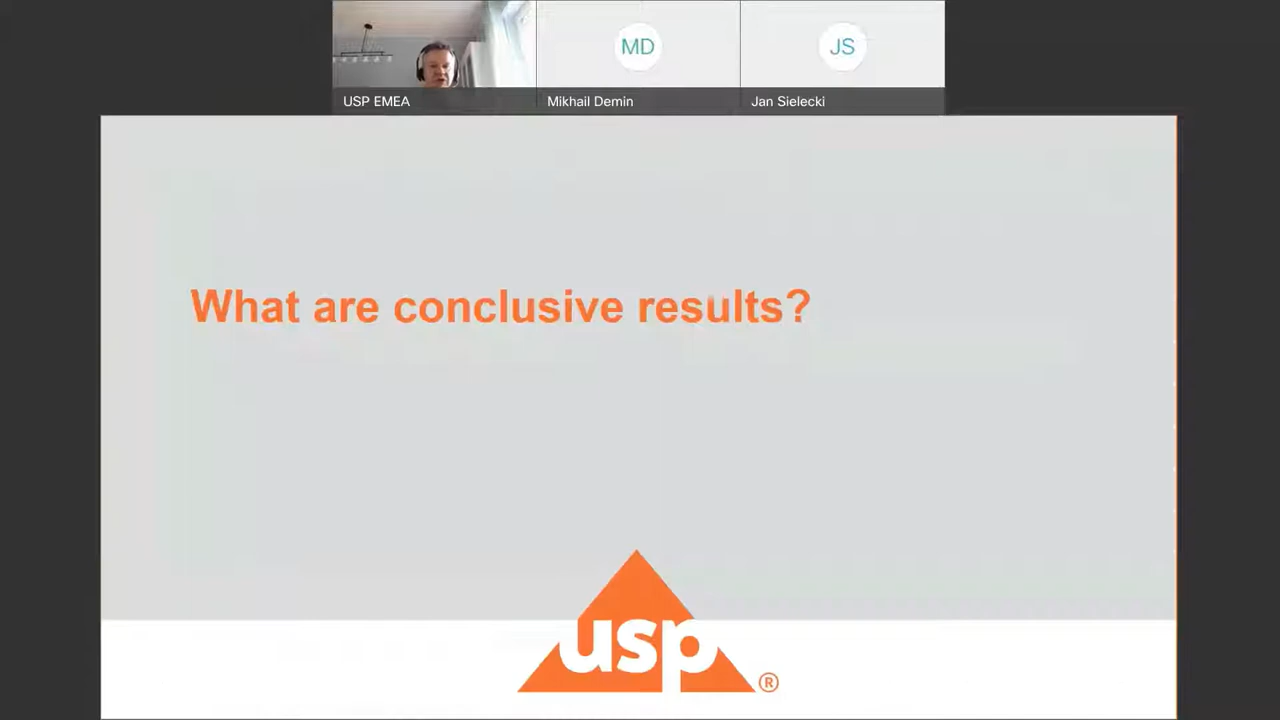 MD
JS
USP EMEA
Mikhail Demin
Jan Sielecki
What are conclusive results?
usp®